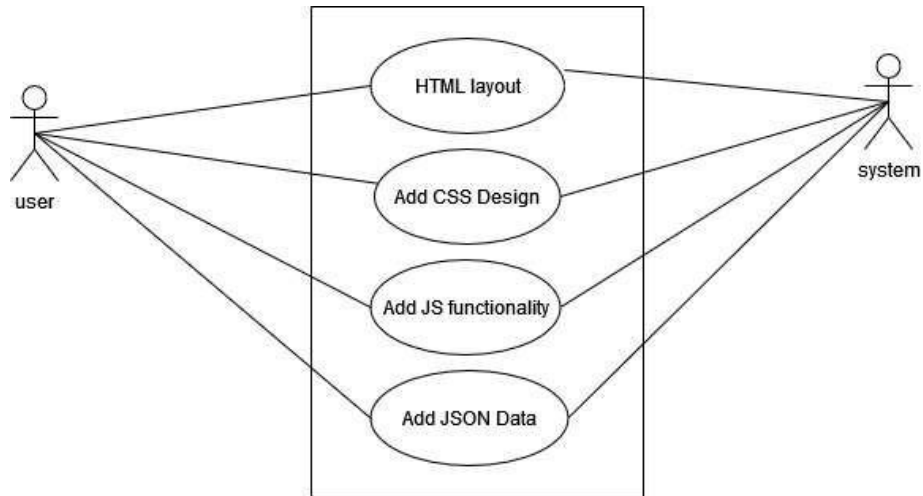 HTML layout
user
system
Add CSS Design
Add JS functionality
Add JSON Data